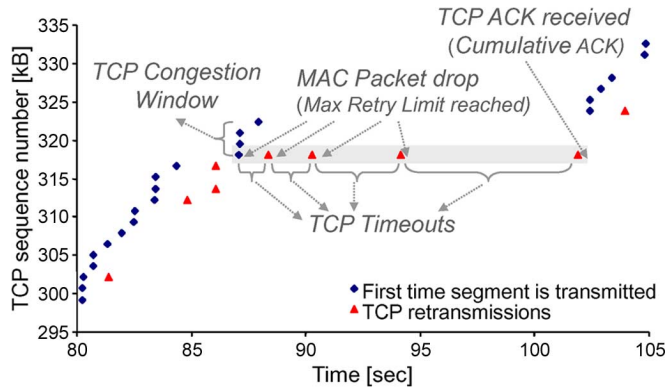 TCP ACK received
(Cumulative ACK)
TCP Congestion
Window
MAC Packet drop
(Max Retry Limit reached)
TCP Timeouts
First time segment is transmitted
TCP retransmissions
TCP sequence number [kB]
335
330
325
320
315
310
305
300
295
80
85
90
95
100
105
Time [sec]